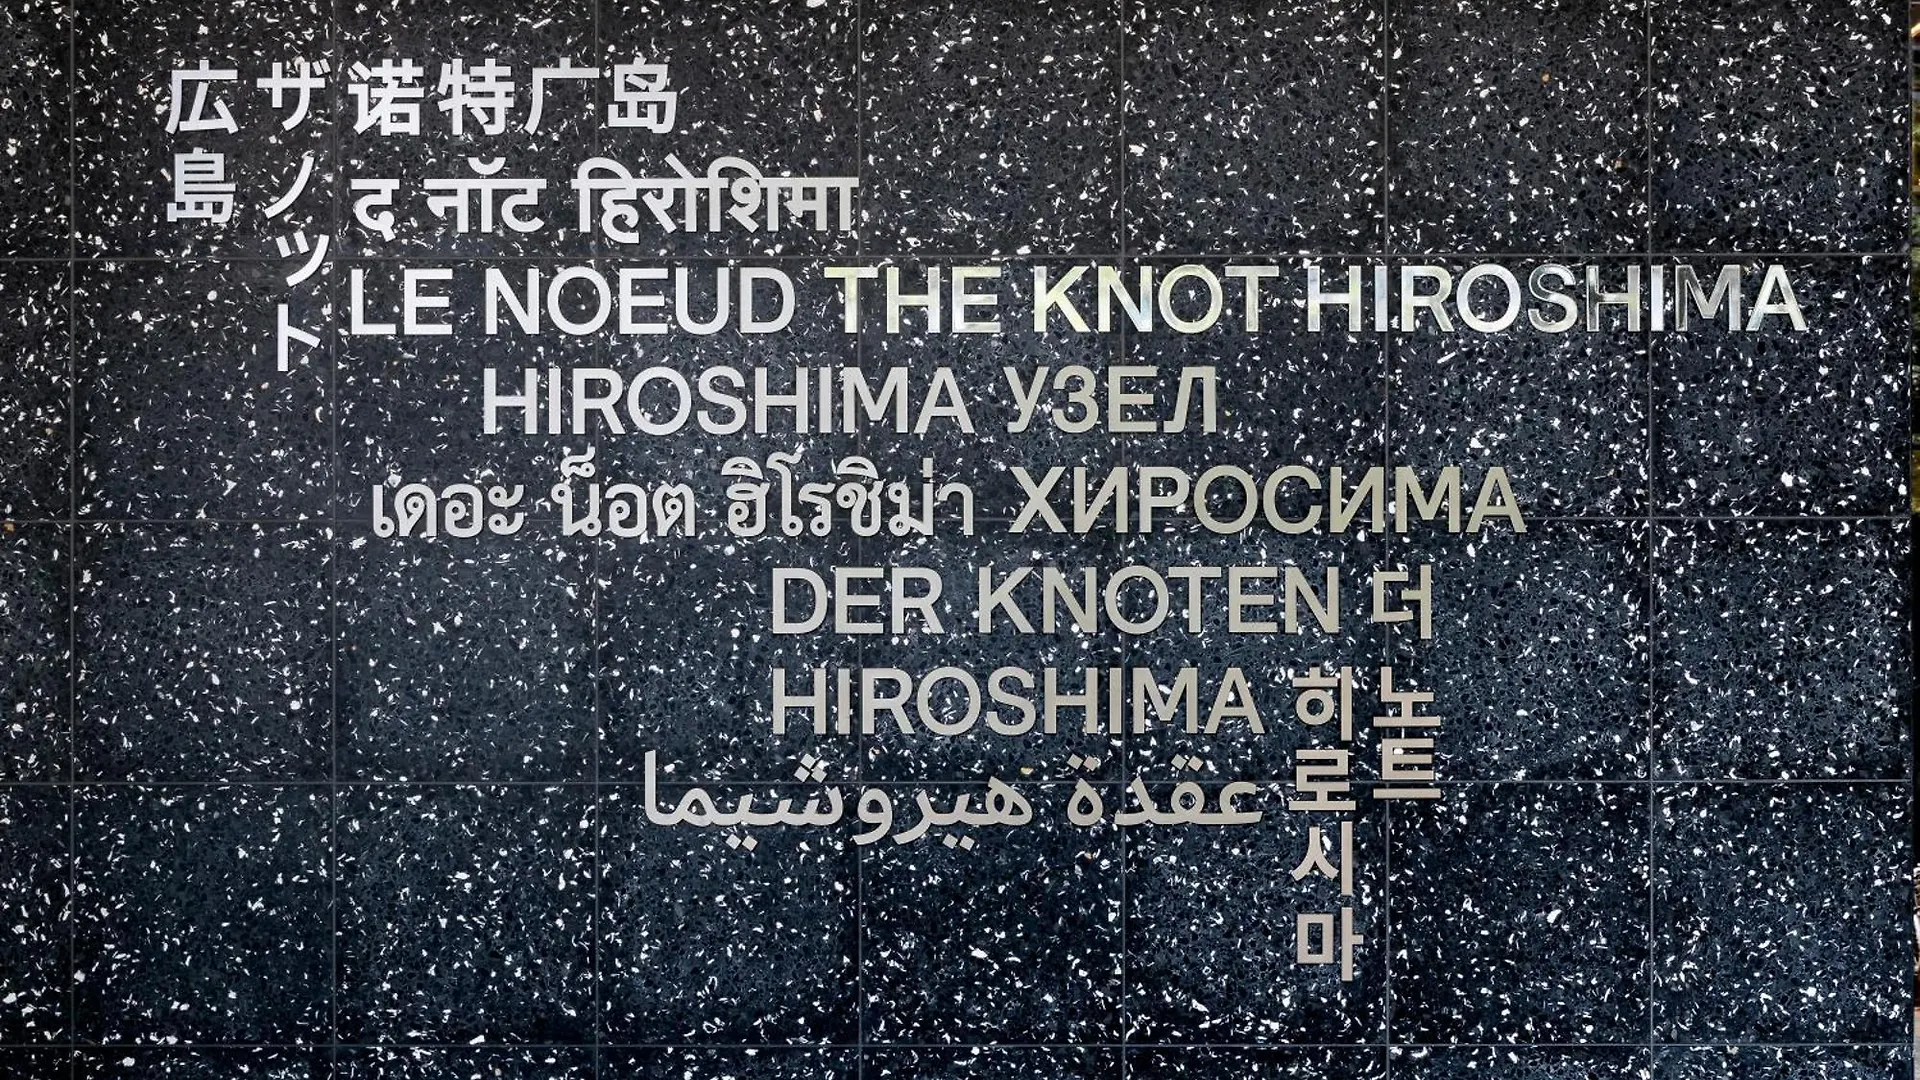 ザノット
広島
诺特广岛
द नॉट हिरोशिमा
LE NOEUD THE KNOT HIROSHIMA
HIROSHIMA УЗЕЛ
เดอะ น็อต ฮิโรชิม่า ХИРОСИМА
DER KNOTEN
HIROSHIMA
더노트
히로시마
عقدة هيروشيما